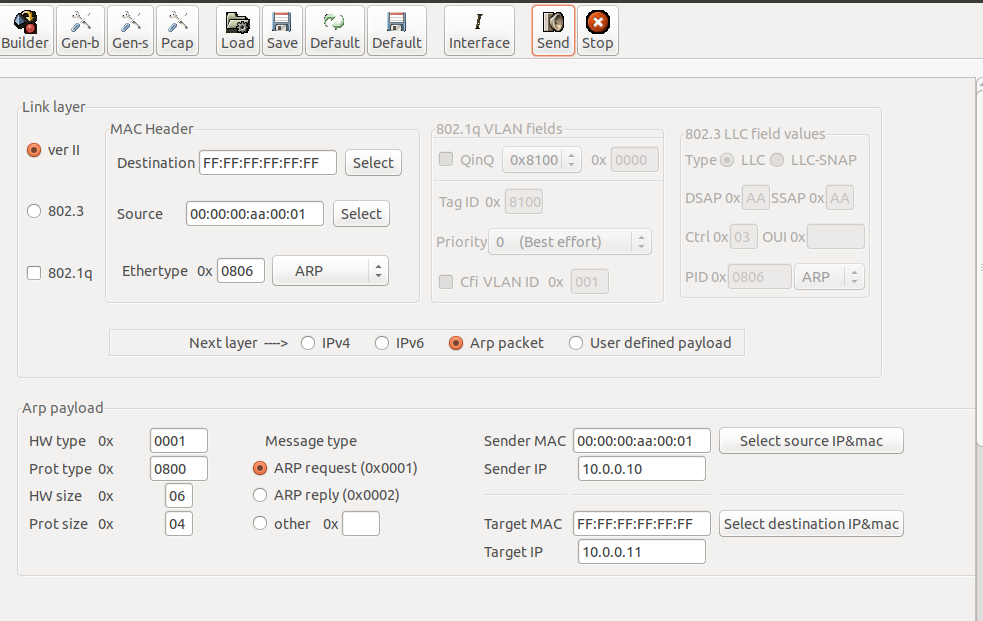 Builder Gen-b Gen-s Pcap Load Save Default Default Interface Send Stop
Link layer
ver II
802.3
802.1q
MAC Header
Destination FF:FF:FF:FF:FF:FF Select
Source 00:00:00:aa:00:01 Select
Ethertype 0x 0806 ARP
802.1q VLAN fields
QinQ 0x8100 0x 0000
Tag ID 0x 8100
Priority 0 (Best effort)
Cfi VLAN ID 0x 001
802.3 LLC field values
Type LLC LLC-SNAP
DSAP 0x AA SSAP 0x AA
Ctrl 0x 03 OUI 0x
PID 0x 0806 ARP
Next layer ----> IPv4 IPv6 Arp packet User defined payload
Arp payload
HW type 0x 0001
Prot type 0x 0800
HW size 0x 06
Prot size 0x 04
Message type
ARP request (0x0001)
ARP reply (0x0002)
other 0x
Sender MAC 00:00:00:aa:00:01 Select source IP&mac
Sender IP 10.0.0.10
Target MAC FF:FF:FF:FF:FF:FF Select destination IP&mac
Target IP 10.0.0.11